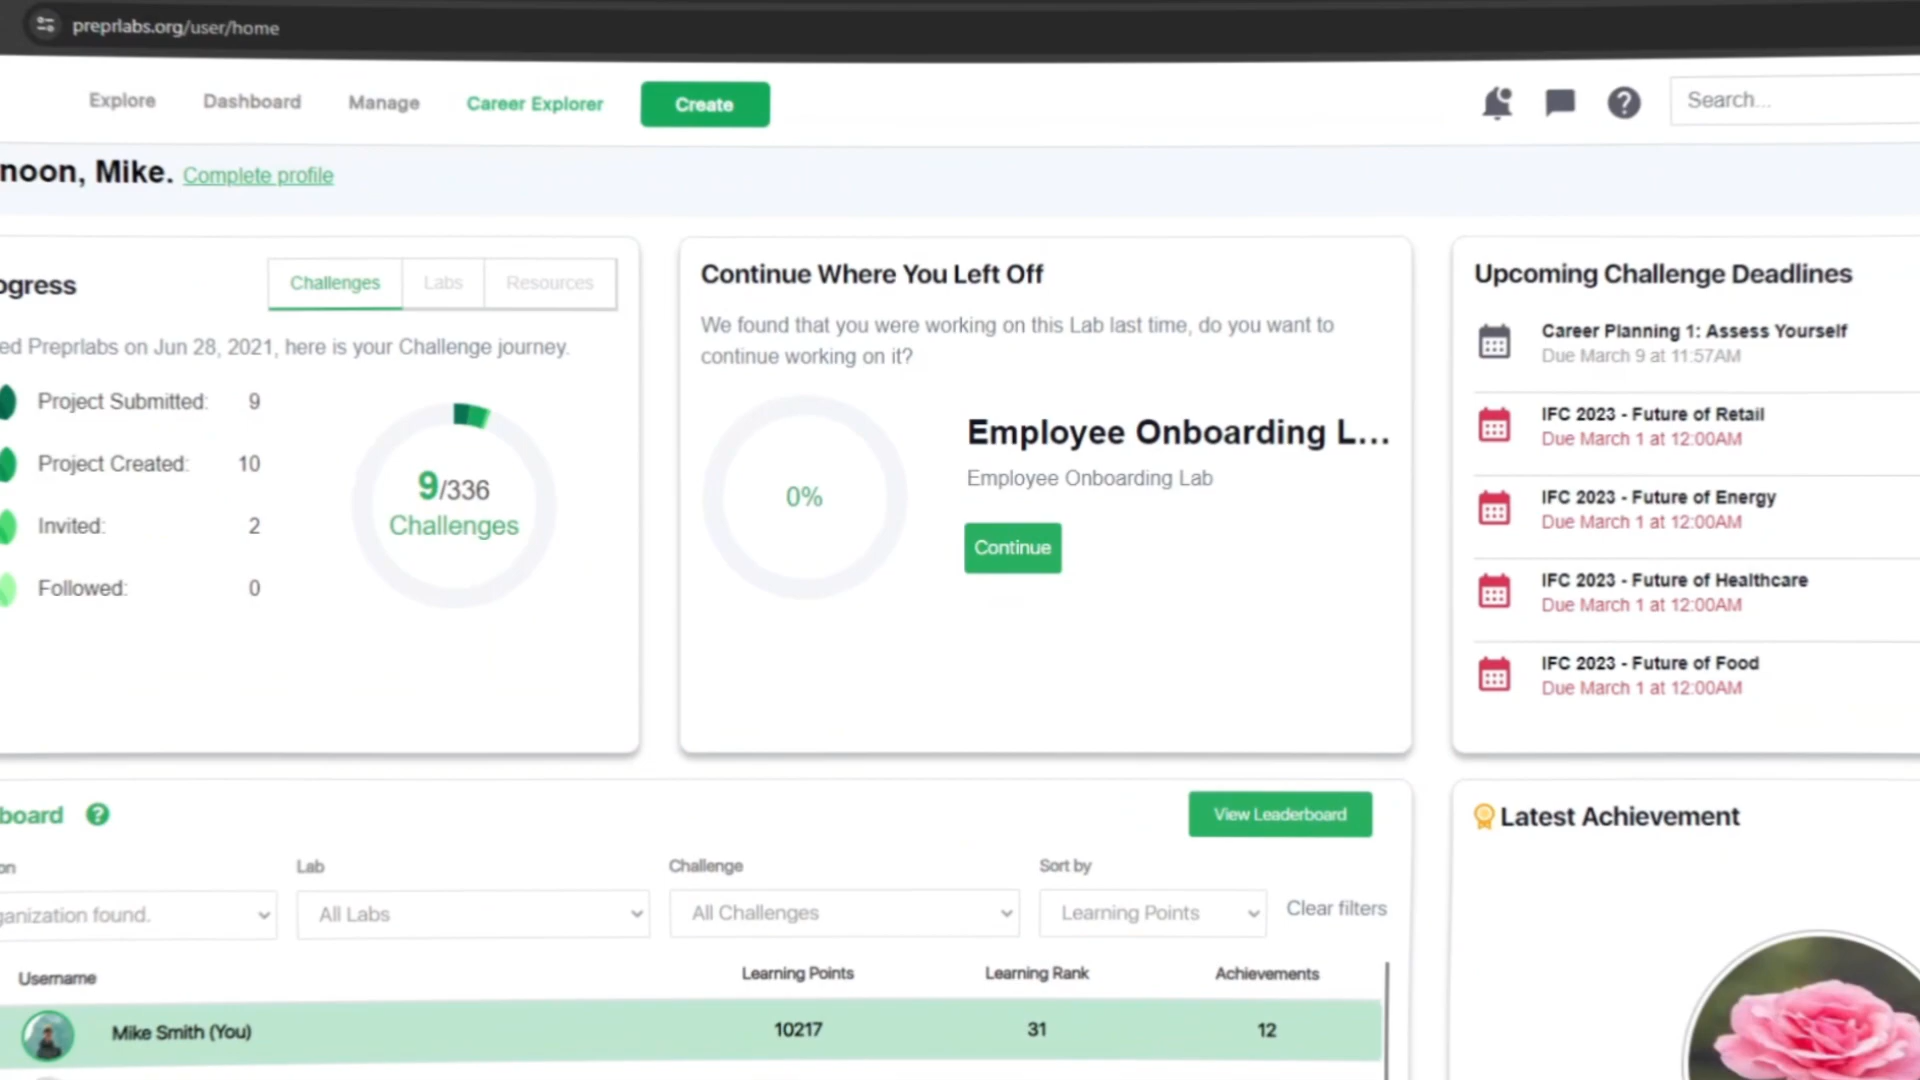 preprlabs.org/user/home
Explore
Dashboard
Manage
Career Explorer
Create
Search...
noon, Mike.
Complete profile
ogress
Challenges
Labs
Resources
ed Preprlabs on Jun 28, 2021, here is your Challenge journey.
Project Submitted: 9
Project Created: 10
Invited: 2
Followed: 0
9/336
Challenges
Continue Where You Left Off
We found that you were working on this Lab last time, do you want to
continue working on it?
0%
Employee Onboarding L...
Employee Onboarding Lab
Continue
Upcoming Challenge Deadlines
Career Planning 1: Assess Yourself
Due March 9 at 11:57AM
IFC 2023 - Future of Retail
Due March 1 at 12:00AM
IFC 2023 - Future of Energy
Due March 1 at 12:00AM
IFC 2023 - Future of Healthcare
Due March 1 at 12:00AM
IFC 2023 - Future of Food
Due March 1 at 12:00AM
board ?
View Leaderboard
on
Lab
Challenge
Sort by
ganization found.
All Labs
All Challenges
Learning Points
Clear filters
Username
Learning Points
Learning Rank
Achievements
Mike Smith (You)
10217
31
12
Latest Achievement